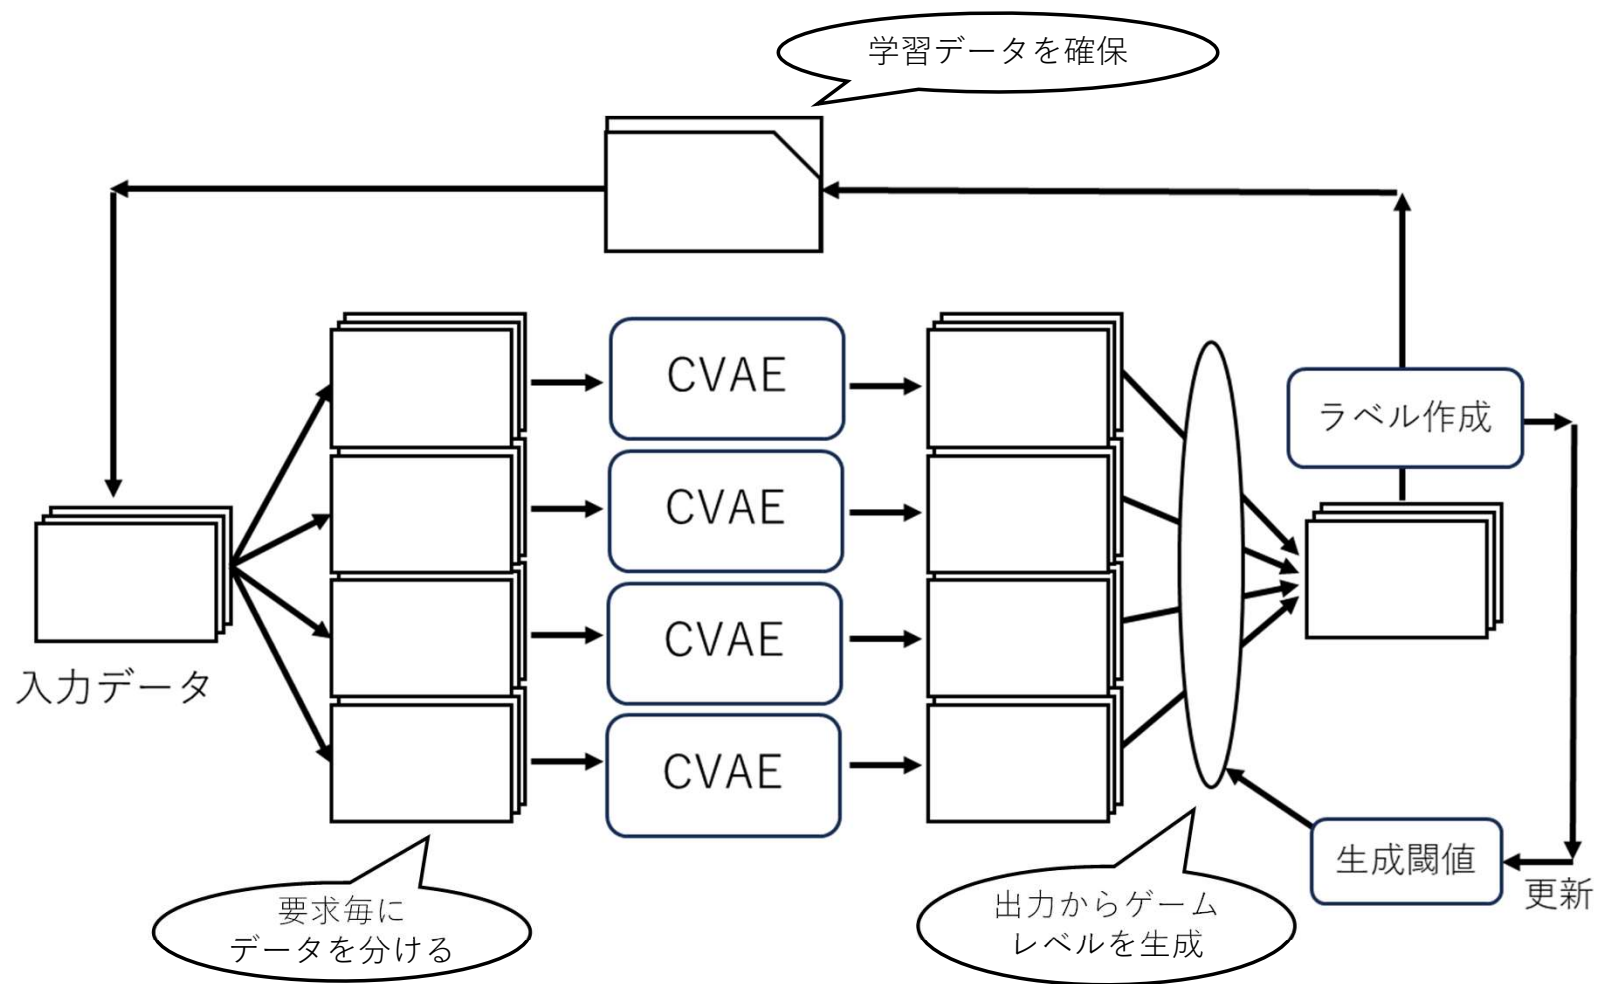 学習データを確保
CVAE
CVAE
CVAE
CVAE
ラベル作成
入力データ
生成閾値
更新
要求毎に
データを分ける
出力からゲーム
レベルを生成